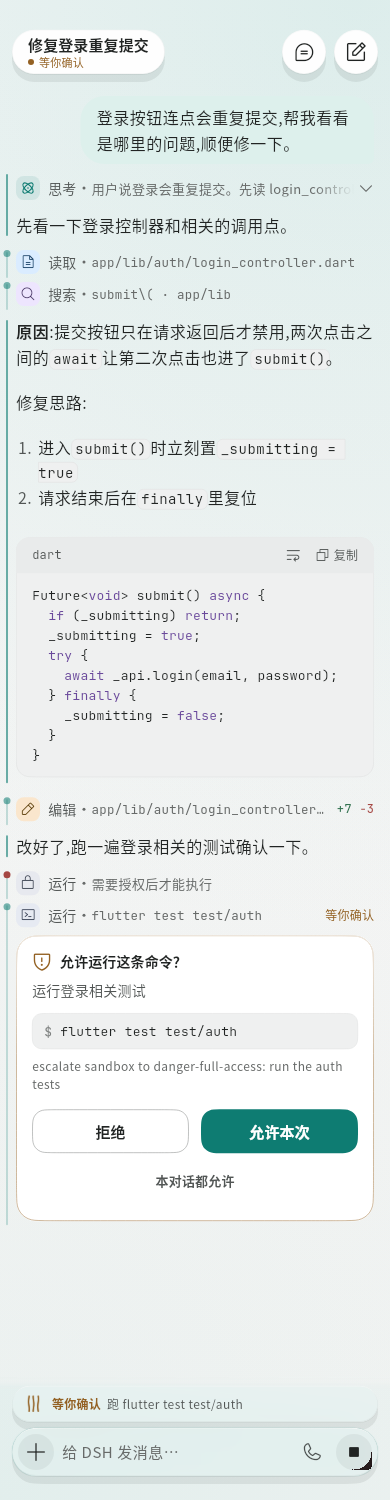 修复登录重复提交
等你确认
登录按钮连点会重复提交,帮我看看
是哪里的问题,顺便修一下。
思考 · 用户说登录会重复提交。先读 login_contro
先看一下登录控制器和相关的调用点。
读取 · app/lib/auth/login_controller.dart
搜索 · submit\( · app/lib
原因:提交按钮只在请求返回后才禁用,两次点击之
间的 await 让第二次点击也进了 submit()。
修复思路:
1. 进入 submit() 时立刻置 _submitting =
true
2. 请求结束后在 finally 里复位
dart 复制
Future<void> submit() async {
  if (_submitting) return;
  _submitting = true;
  try {
    await _api.login(email, password);
  } finally {
    _submitting = false;
  }
}
编辑 · app/lib/auth/login_controller… +7 -3
改好了,跑一遍登录相关的测试确认一下。
运行 · 需要授权后才能执行
运行 · flutter test test/auth 等你确认
允许运行这条命令?
运行登录相关测试
$ flutter test test/auth
escalate sandbox to danger-full-access: run the auth
tests
拒绝 允许本次
本对话都允许
等你确认 跑 flutter test test/auth
给 DSH 发消息…